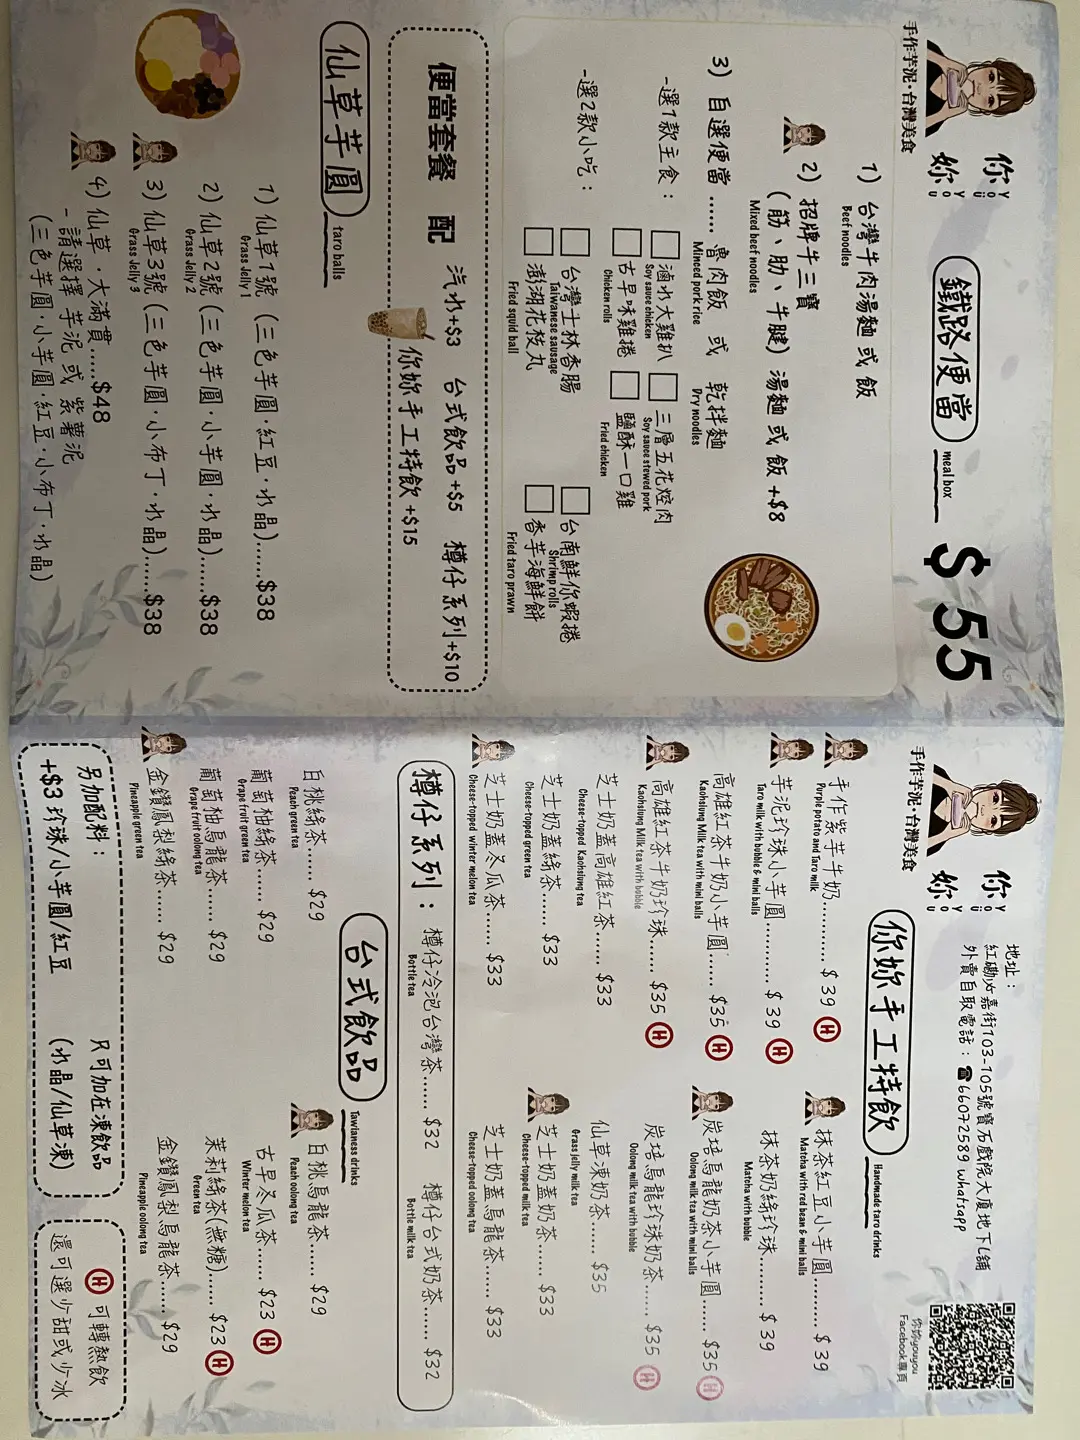 手作芋泥·台灣美食
你妳
YOU YOU
鐵路便當
meal box
$ 55
1) 台灣牛肉湯麵 或 飯
Beef noodles
2) 招牌牛三寶
(筋、肋、牛腱) 湯麵 或 飯 +$8
Mixed beef noodles
3) 自選便當...... 魯肉飯 或 乾拌麵
Minced pork rice
Dry noodles
-選1款主食：
滷水大雞扒
Soy sauce chicken
三層五花焢肉
Soy sauce stewed pork
古早味雞捲
Chicken rolls
鹽酥一口雞
Fried chicken
-選2款小吃：
台灣士林香腸
Taiwanese sausage
台南鮮你蝦捲
Shrimp rolls
澎湖花枝丸
Fried squid ball
香芋海鮮餅
Fried taro prawn
便當套餐 配 汽水+$3 台式飲品+$5 樽仔系列+$10
你妳手工特飲 +$15
仙草芋圓
taro balls
1) 仙草1號 (三色芋圓·紅豆·水晶)......$38
Grass Jelly 1
2) 仙草2號 (三色芋圓·小芋圓·水晶)......$38
Grass Jelly 2
3) 仙草3號 (三色芋圓·小布丁·水晶)......$38
Grass Jelly 3
4) 仙草·大滿貫......$48
- 請選擇 芋泥 或 紫薯泥
(三色芋圓·小芋圓·紅豆·小布丁·水晶)
手作芋泥·台灣美食
你妳
YOU YOU
地址：
紅磡必嘉街103-105號寶石戲院大廈地下L舖
外賣自取電話：☎66072589 whatsapp
你妳youyou
Facebook專頁
你妳手工特飲
Handmade taro drinks
手作紫芋牛奶......... $ 39 H
Purple potato and Taro milk
抹茶紅豆小芋圓......... $ 39
Matcha with red bean & mini balls
芋泥珍珠小芋圓......... $ 39 H
Taro milk with bubble & mini balls
抹茶奶綠珍珠......... $ 39
Matcha with bubble
高雄紅茶牛奶小芋圓...... $35 H
Kaohsiung Milk tea with mini balls
炭培烏龍奶茶小芋圓...... $35 H
Oolong milk tea with mini balls
高雄紅茶牛奶珍珠...... $35 H
Kaohsiung Milk tea with bubble
炭培烏龍珍珠奶茶...... $35 H
Oolong milk tea with bubble
芝士奶蓋高雄紅茶...... $33
Cheese-topped Kaohsiung tea
仙草凍奶茶...... $35
Grass jelly milk tea
芝士奶蓋綠茶...... $33
Cheese-topped green tea
芝士奶蓋奶茶...... $33
Cheese-topped milk tea
芝士奶蓋冬瓜茶...... $33
Cheese-topped winter melon tea
芝士奶蓋烏龍茶...... $33
Cheese-topped oolong tea
樽仔系列： 樽仔冷泡台灣茶...... $32 樽仔台式奶茶...... $32
Bottle tea
Bottle milk tea
台式飲品
Tawianess drinks
白桃綠茶...... $29
Peach green tea
白桃烏龍茶...... $29
Peach oolong tea
葡萄柚綠茶...... $29
Grape fruit green tea
古早冬瓜茶...... $23 H
Winter melon tea
葡萄柚烏龍茶...... $29
Grape fruit oolong tea
茉莉綠茶(無糖)...... $23 H
Green tea
金鑽鳳梨綠茶...... $29
Pineapple green tea
金鑽鳳梨烏龍茶...... $29
Pineapple oolong tea
另加配料： 只可加在凍飲品
+$3 珍珠/小芋圓/紅豆 (水晶/仙草凍)
H 可轉熱飲
還可選少甜或少冰